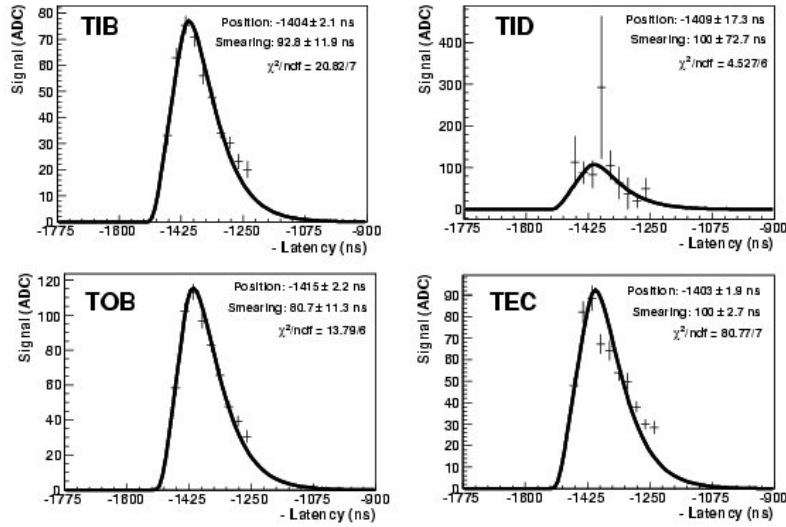 TIB
Position: -1404 ± 2.1 ns
Smearing: 92.8 ± 11.9 ns
χ²/ndf = 20.82/7
Signal (ADC)
80
70
60
50
40
30
20
10
0
-1775 -1800 -1425 -1250 -1075 -900
- Latency (ns)
TID
Position: -1409 ± 17.3 ns
Smearing: 100 ± 72.7 ns
χ²/ndf = 4.527/6
Signal (ADC)
400
300
200
100
0
-1775 -1800 -1425 -1250 -1075 -900
- Latency (ns)
TOB
Position: -1415 ± 2.2 ns
Smearing: 80.7 ± 11.3 ns
χ²/ndf = 13.79/6
Signal (ADC)
120
100
80
60
40
20
0
-1775 -1800 -1425 -1250 -1075 -900
- Latency (ns)
TEC
Position: -1403 ± 1.9 ns
Smearing: 100 ± 2.7 ns
χ²/ndf = 80.77/7
Signal (ADC)
90
80
70
60
50
40
30
20
10
0
-1775 -1800 -1425 -1250 -1075 -900
- Latency (ns)